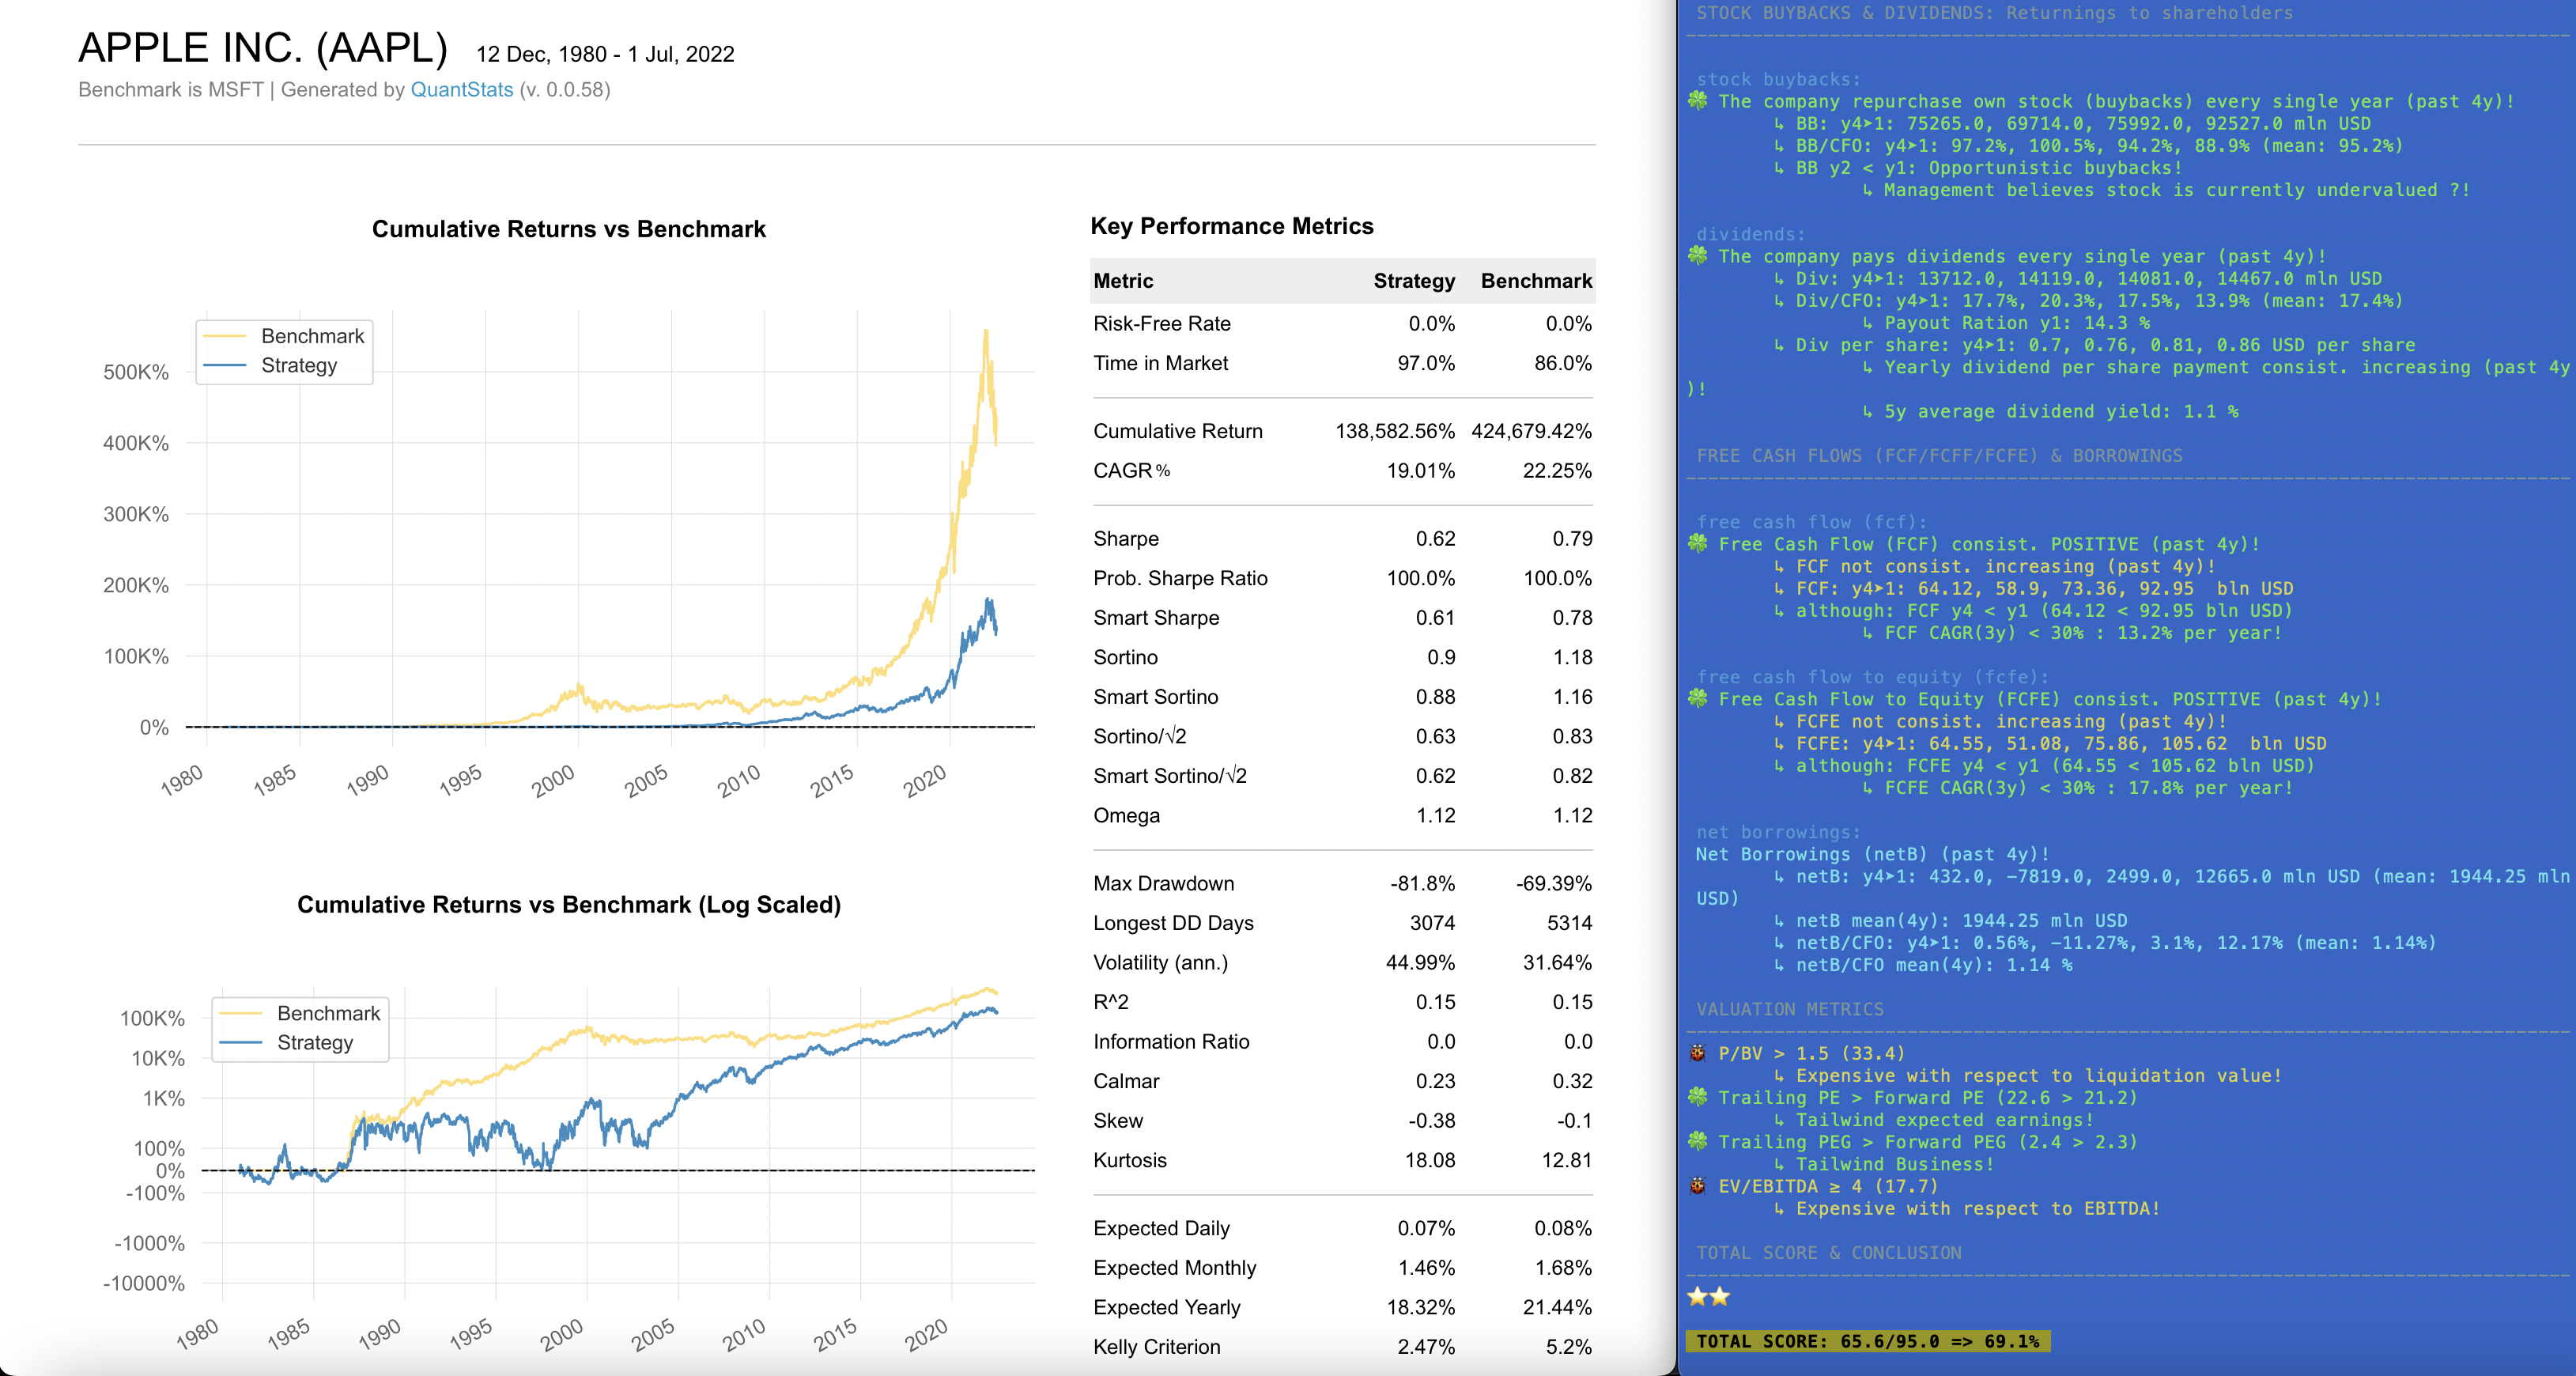 APPLE INC. (AAPL) 12 Dec, 1980 - 1 Jul, 2022
Benchmark is MSFT | Generated by QuantStats (v. 0.0.58)
Cumulative Returns vs Benchmark
Benchmark
Strategy
500K%
400K%
300K%
200K%
100K%
0%
1980 1985 1990 1995 2000 2005 2010 2015 2020
Cumulative Returns vs Benchmark (Log Scaled)
Benchmark
Strategy
100K%
10K%
1K%
100%
0%
-100%
-1000%
-10000%
1980 1985 1990 1995 2000 2005 2010 2015 2020
Key Performance Metrics
Metric Strategy Benchmark
Risk-Free Rate 0.0% 0.0%
Time in Market 97.0% 86.0%
Cumulative Return 138,582.56% 424,679.42%
CAGR% 19.01% 22.25%
Sharpe 0.62 0.79
Prob. Sharpe Ratio 100.0% 100.0%
Smart Sharpe 0.61 0.78
Sortino 0.9 1.18
Smart Sortino 0.88 1.16
Sortino/√2 0.63 0.83
Smart Sortino/√2 0.62 0.82
Omega 1.12 1.12
Max Drawdown -81.8% -69.39%
Longest DD Days 3074 5314
Volatility (ann.) 44.99% 31.64%
R^2 0.15 0.15
Information Ratio 0.0 0.0
Calmar 0.23 0.32
Skew -0.38 -0.1
Kurtosis 18.08 12.81
Expected Daily 0.07% 0.08%
Expected Monthly 1.46% 1.68%
Expected Yearly 18.32% 21.44%
Kelly Criterion 2.47% 5.2%
STOCK BUYBACKS & DIVIDENDS: Returnings to shareholders
stock buybacks:
🍀 The company repurchase own stock (buybacks) every single year (past 4y)!
↳ BB: y4➤1: 75265.0, 69714.0, 75992.0, 92527.0 mln USD
↳ BB/CFO: y4➤1: 97.2%, 100.5%, 94.2%, 88.9% (mean: 95.2%)
↳ BB y2 < y1: Opportunistic buybacks!
↳ Management believes stock is currently undervalued ?!
dividends:
🍀 The company pays dividends every single year (past 4y)!
↳ Div: y4➤1: 13712.0, 14119.0, 14081.0, 14467.0 mln USD
↳ Div/CFO: y4➤1: 17.7%, 20.3%, 17.5%, 13.9% (mean: 17.4%)
↳ Payout Ration y1: 14.3 %
↳ Div per share: y4➤1: 0.7, 0.76, 0.81, 0.86 USD per share
↳ Yearly dividend per share payment consist. increasing (past 4y
)!
↳ 5y average dividend yield: 1.1 %
FREE CASH FLOWS (FCF/FCFF/FCFE) & BORROWINGS
free cash flow (fcf):
🍀 Free Cash Flow (FCF) consist. POSITIVE (past 4y)!
↳ FCF not consist. increasing (past 4y)!
↳ FCF: y4➤1: 64.12, 58.9, 73.36, 92.95  bln USD
↳ although: FCF y4 < y1 (64.12 < 92.95 bln USD)
↳ FCF CAGR(3y) < 30% : 13.2% per year!
free cash flow to equity (fcfe):
🍀 Free Cash Flow to Equity (FCFE) consist. POSITIVE (past 4y)!
↳ FCFE not consist. increasing (past 4y)!
↳ FCFE: y4➤1: 64.55, 51.08, 75.86, 105.62  bln USD
↳ although: FCFE y4 < y1 (64.55 < 105.62 bln USD)
↳ FCFE CAGR(3y) < 30% : 17.8% per year!
net borrowings:
Net Borrowings (netB) (past 4y)!
↳ netB: y4➤1: 432.0, -7819.0, 2499.0, 12665.0 mln USD (mean: 1944.25 mln
USD)
↳ netB mean(4y): 1944.25 mln USD
↳ netB/CFO: y4➤1: 0.56%, -11.27%, 3.1%, 12.17% (mean: 1.14%)
↳ netB/CFO mean(4y): 1.14 %
VALUATION METRICS
🐞 P/BV > 1.5 (33.4)
↳ Expensive with respect to liquidation value!
🍀 Trailing PE > Forward PE (22.6 > 21.2)
↳ Tailwind expected earnings!
🍀 Trailing PEG > Forward PEG (2.4 > 2.3)
↳ Tailwind Business!
🐞 EV/EBITDA ≥ 4 (17.7)
↳ Expensive with respect to EBITDA!
TOTAL SCORE & CONCLUSION
⭐⭐
TOTAL SCORE: 65.6/95.0 => 69.1%